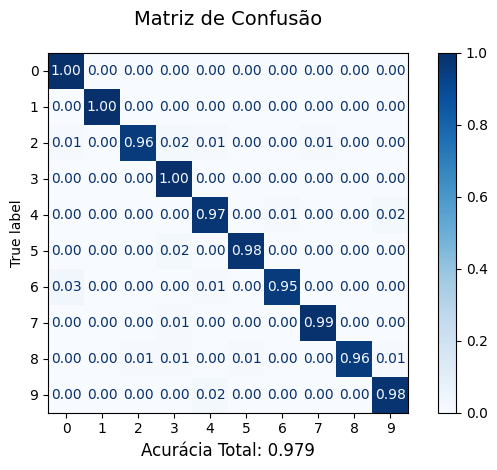 Matriz de Confusão
0 1.00 0.00 0.00 0.00 0.00 0.00 0.00 0.00 0.00 0.00
1 0.00 1.00 0.00 0.00 0.00 0.00 0.00 0.00 0.00 0.00
2 0.01 0.00 0.96 0.02 0.01 0.00 0.00 0.01 0.00 0.00
3 0.00 0.00 0.00 1.00 0.00 0.00 0.00 0.00 0.00 0.00
4 0.00 0.00 0.00 0.00 0.97 0.00 0.01 0.00 0.00 0.02
5 0.00 0.00 0.00 0.02 0.00 0.98 0.00 0.00 0.00 0.00
6 0.03 0.00 0.00 0.00 0.01 0.00 0.95 0.00 0.00 0.00
7 0.00 0.00 0.00 0.01 0.00 0.00 0.00 0.99 0.00 0.00
8 0.00 0.00 0.01 0.01 0.00 0.01 0.00 0.00 0.96 0.01
9 0.00 0.00 0.00 0.00 0.02 0.00 0.00 0.00 0.00 0.98
0 1 2 3 4 5 6 7 8 9
True label
Acurácia Total: 0.979
1.0
0.8
0.6
0.4
0.2
0.0